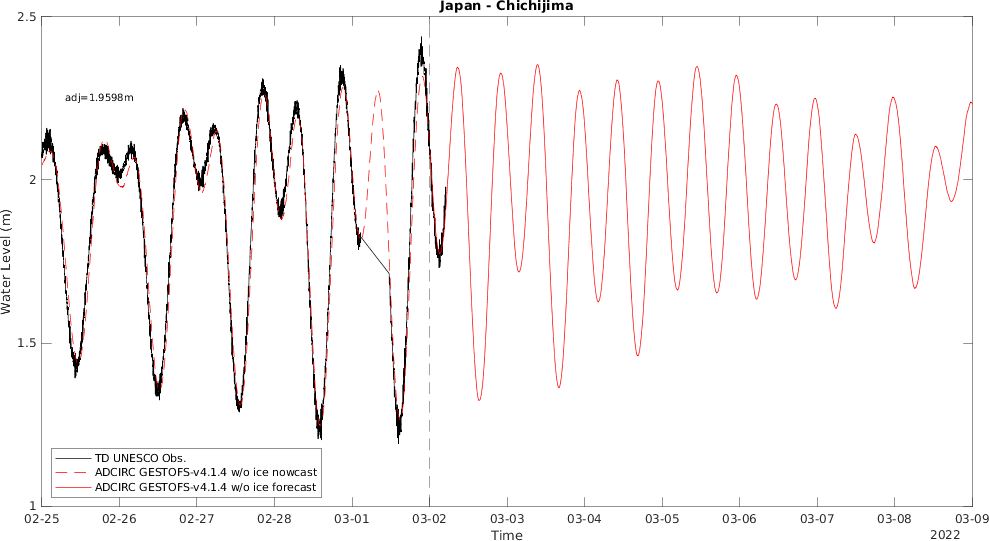 Japan - Chichijima
2.5
adj=1.9598m
2
Water Level (m)
1.5
TD UNESCO Obs.
ADCIRC GESTOFS-v4.1.4 w/o ice nowcast
ADCIRC GESTOFS-v4.1.4 w/o ice forecast
1
02-25 02-26 02-27 02-28 03-01 03-02 03-03 03-04 03-05 03-06 03-07 03-08 03-09
Time
2022